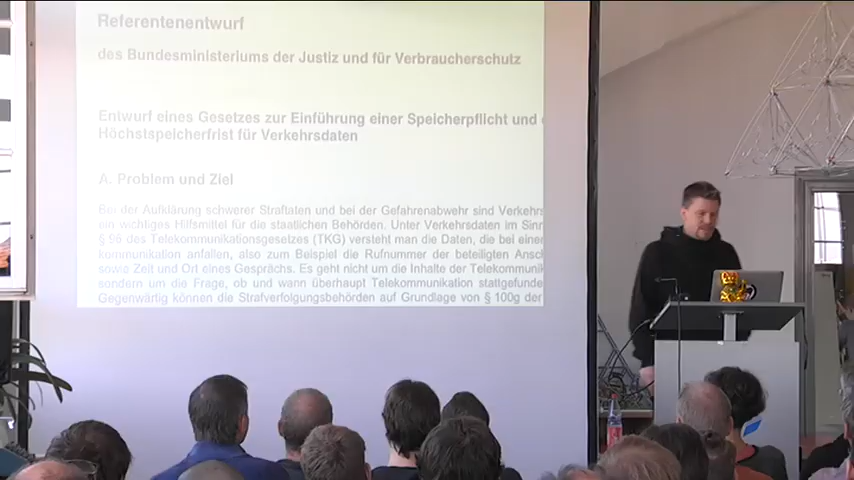 Referentenentwurf
des Bundesministeriums der Justiz und für Verbraucherschutz
Entwurf eines Gesetzes zur Einführung einer Speicherpflicht und
Höchstspeicherfrist für Verkehrsdaten
A. Problem und Ziel
Bei der Aufklärung schwerer Straftaten und bei der Gefahrenabwehr sind Verkehrs
ein wichtiges Hilfsmittel für die staatlichen Behörden. Unter Verkehrsdaten im Sinn
§ 96 des Telekommunikationsgesetzes (TKG) versteht man die Daten, die bei einer
kommunikation anfallen, also zum Beispiel die Rufnummer der beteiligten Ansch
sowie Zeit und Ort eines Gesprächs. Es geht nicht um die Inhalte der Telekommunik
sondern um die Frage, ob und wann überhaupt Telekommunikation stattgefunde
Gegenwärtig können die Strafverfolgungsbehörden auf Grundlage von § 100g der